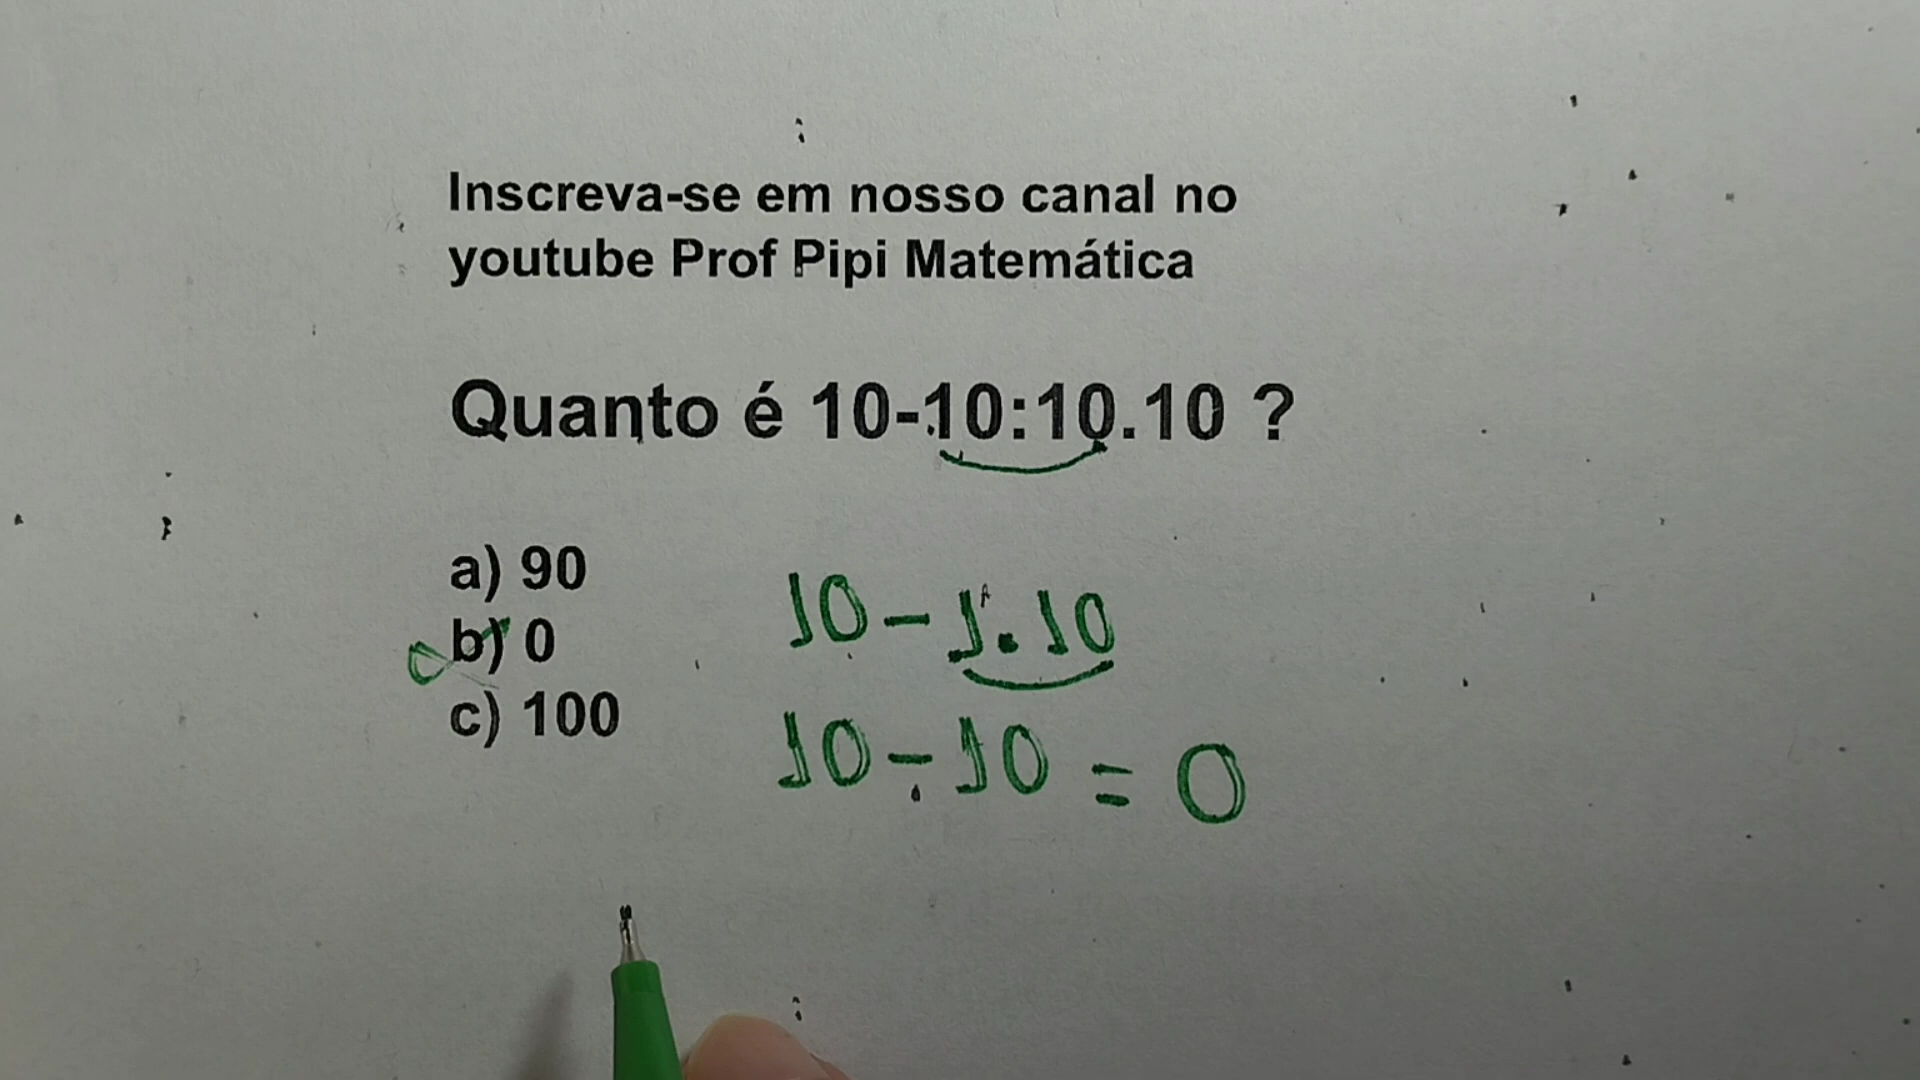 Inscreva-se em nosso canal no
youtube Prof Pipi Matemática
Quanto é 10-10:10.10 ?
a) 90
b) 0
c) 100
10-1.10
10-10=0